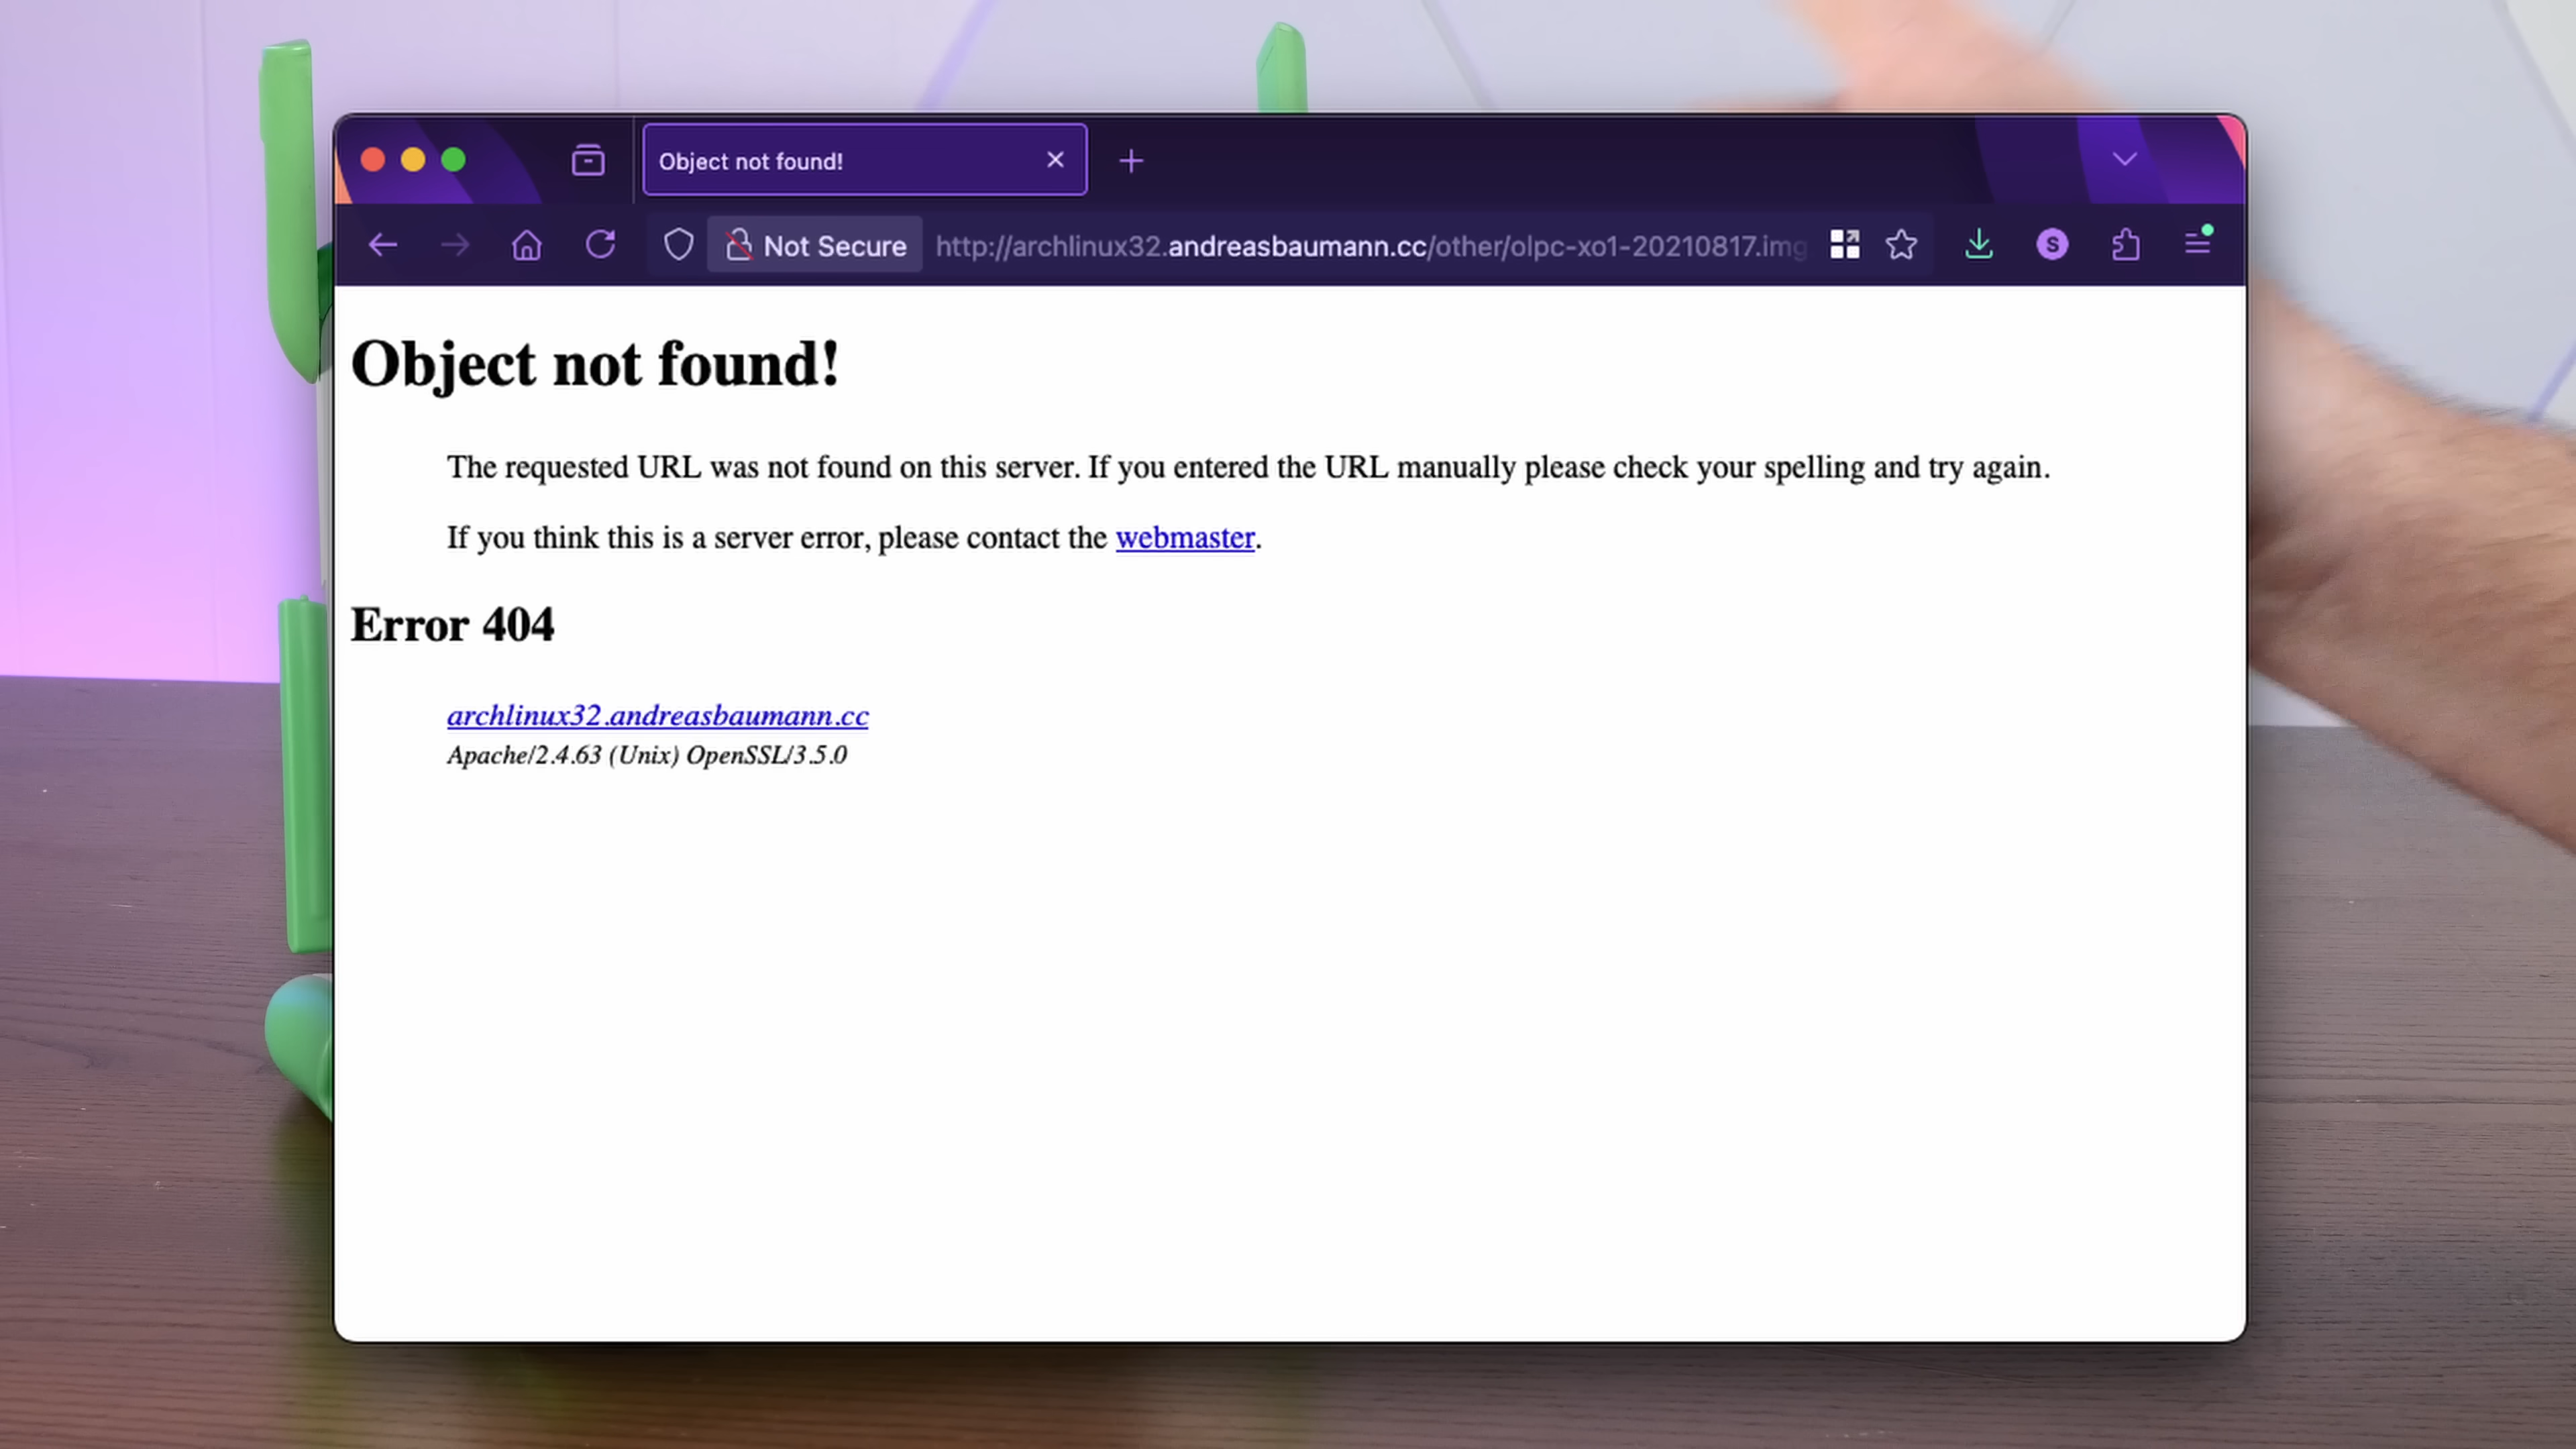 Object not found!
Not Secure
http://archlinux32.andreasbaumann.cc/other/olpc-xo1-20210817.img
S
Object not found!
The requested URL was not found on this server. If you entered the URL manually please check your spelling and try again.
If you think this is a server error, please contact the webmaster.
Error 404
archlinux32.andreasbaumann.cc
Apache/2.4.63 (Unix) OpenSSL/3.5.0